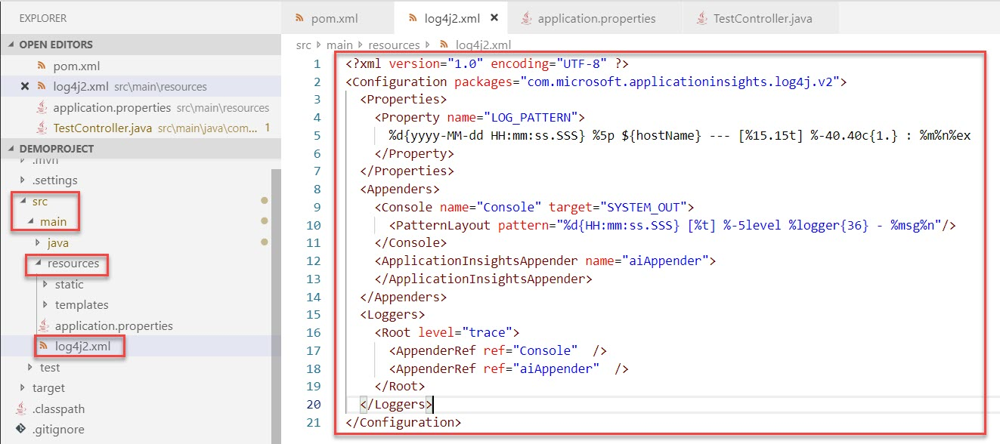 EXPLORER
OPEN EDITORS
pom.xml
log4j2.xml src\main\resources
application.properties src\main\resources
TestController.java src\main\java\com... 1
DEMOPROJECT
.mvn
.settings
src
main
java
resources
static
templates
application.properties
log4j2.xml
test
target
.classpath
.gitignore
pom.xml log4j2.xml application.properties TestController.java
src main resources log4j2.xml
1 <?xml version="1.0" encoding="UTF-8" ?>
2 <Configuration packages="com.microsoft.applicationinsights.log4j.v2">
3 <Properties>
4 <Property name="LOG_PATTERN">
5 %d{yyyy-MM-dd HH:mm:ss.SSS} %5p ${hostName} --- [%15.15t] %-40.40c{1.} : %m%n%ex
6 </Property>
7 </Properties>
8 <Appenders>
9 <Console name="Console" target="SYSTEM_OUT">
10 <PatternLayout pattern="%d{HH:mm:ss.SSS} [%t] %-5level %logger{36} - %msg%n"/>
11 </Console>
12 <ApplicationInsightsAppender name="aiAppender">
13 </ApplicationInsightsAppender>
14 </Appenders>
15 <Loggers>
16 <Root level="trace">
17 <AppenderRef ref="Console"  />
18 <AppenderRef ref="aiAppender"  />
19 </Root>
20 </Loggers>
21 </Configuration>